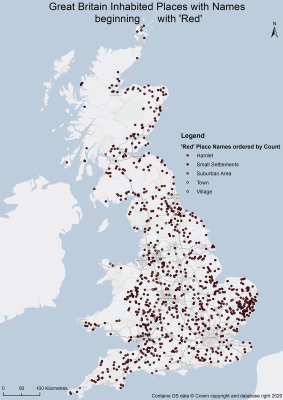 Great Britain Inhabited Places with Names
beginning with 'Red'
N
Legend
'Red' Place Names ordered by Count
Hamlet
Small Settlements
Suburban Area
Town
Village
0 50 100 Kilometres
Contains OS data © Crown copyright and database right 2020